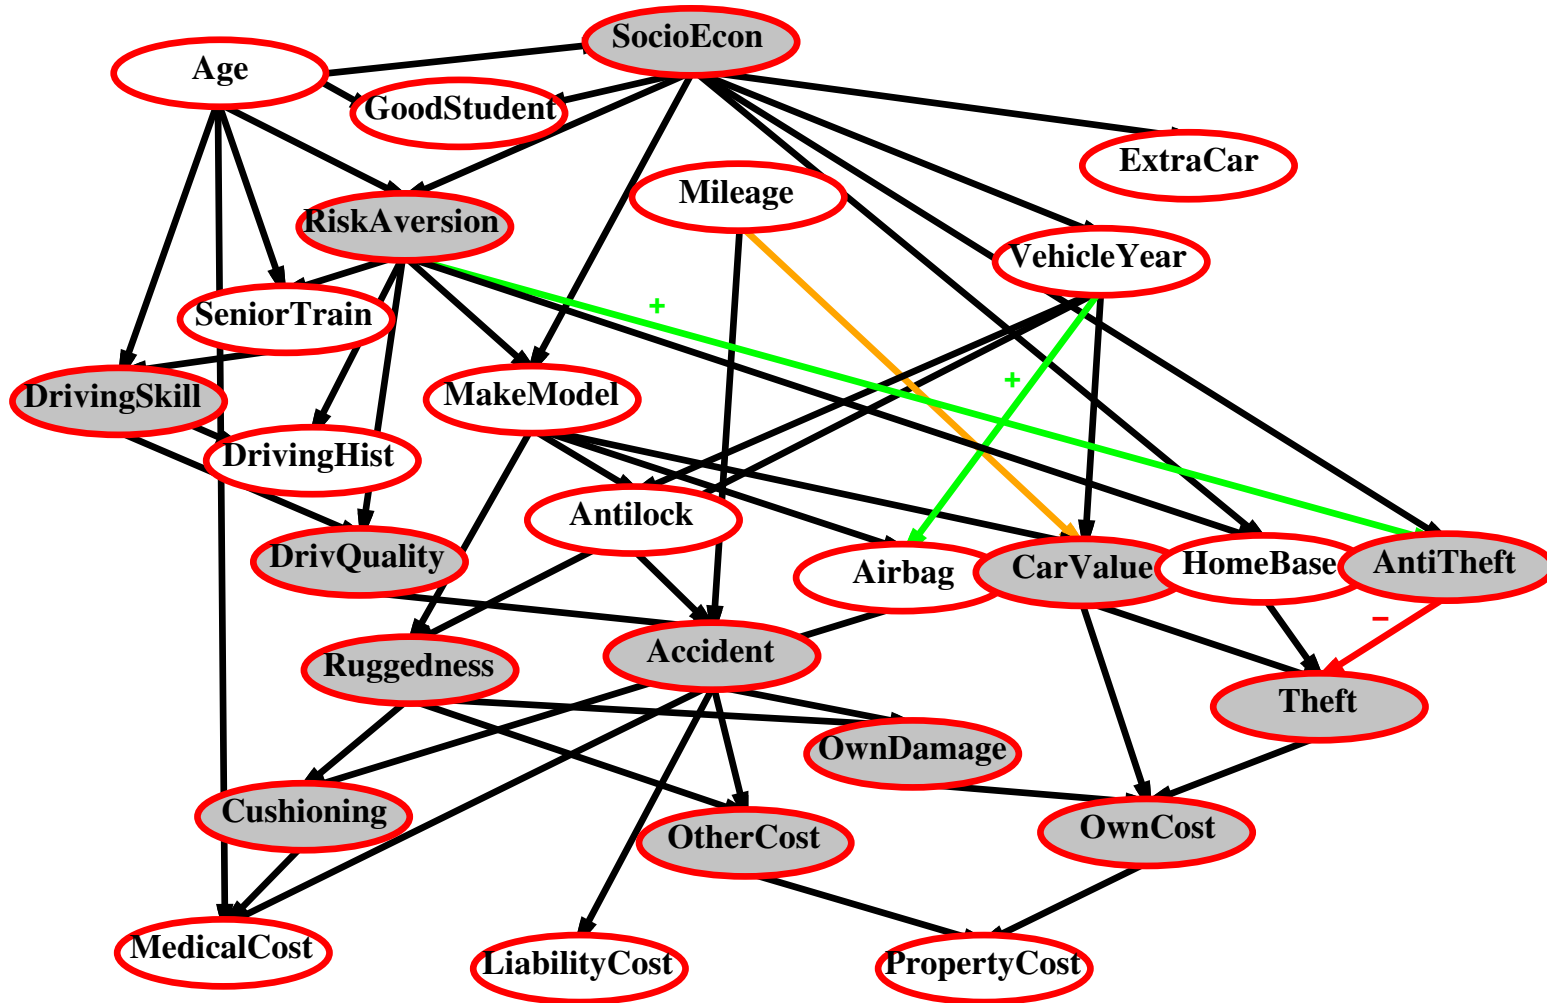 SocioEcon
Age
GoodStudent
ExtraCar
Mileage
RiskAversion
VehicleYear
+
SeniorTrain
+
DrivingSkill
MakeModel
DrivingHist
Antilock
DrivQuality
Airbag
CarValue
HomeBase
AntiTheft
−
Ruggedness
Accident
Theft
OwnDamage
Cushioning
OtherCost
OwnCost
MedicalCost
LiabilityCost
PropertyCost